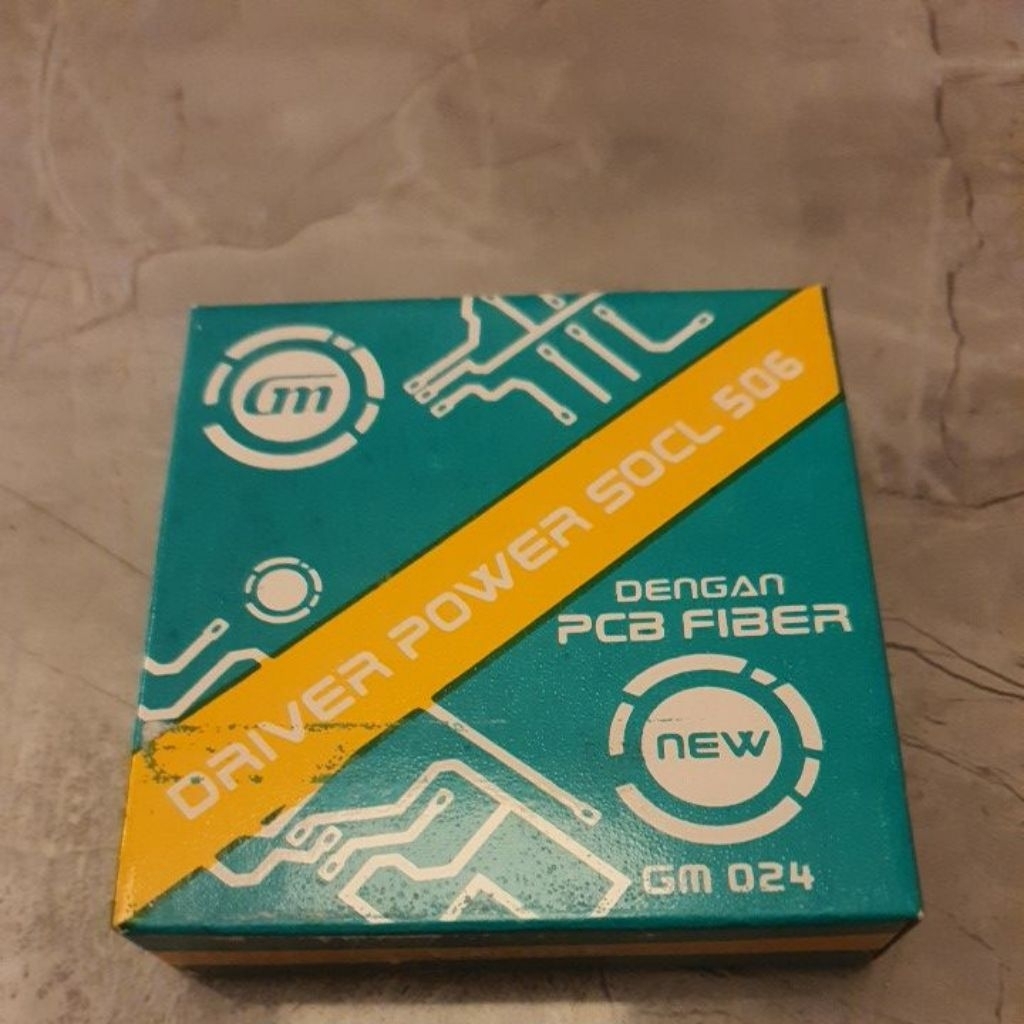 Gm
DRIVER POWER SOCL 506
DENGAN
PCB FIBER
NEW
GM 024